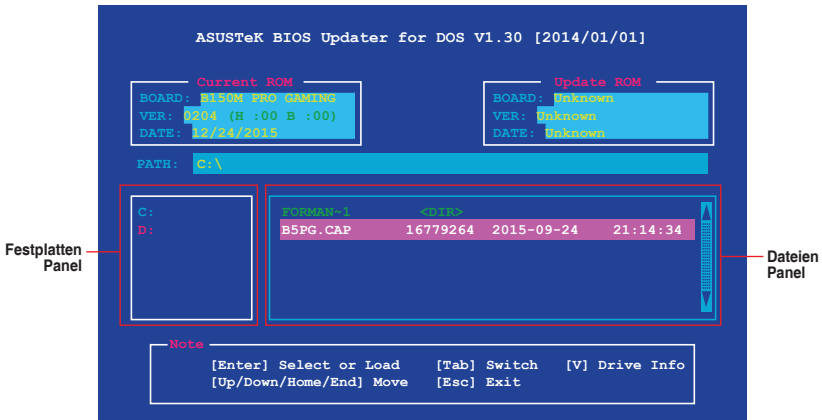 ASUSTeK BIOS Updater for DOS V1.30 [2014/01/01]
Current ROM
BOARD: B150M PRO GAMING
VER: 0204 (H :00 B :00)
DATE: 12/24/2015
Update ROM
BOARD: Unknown
VER: Unknown
DATE: Unknown
PATH: C:\
Festplatten
Panel
C:
D:
FORMAN~1 <DIR>
B5PG.CAP 16779264 2015-09-24 21:14:34
Dateien
Panel
Note
[Enter] Select or Load [Tab] Switch [V] Drive Info
[Up/Down/Home/End] Move [Esc] Exit